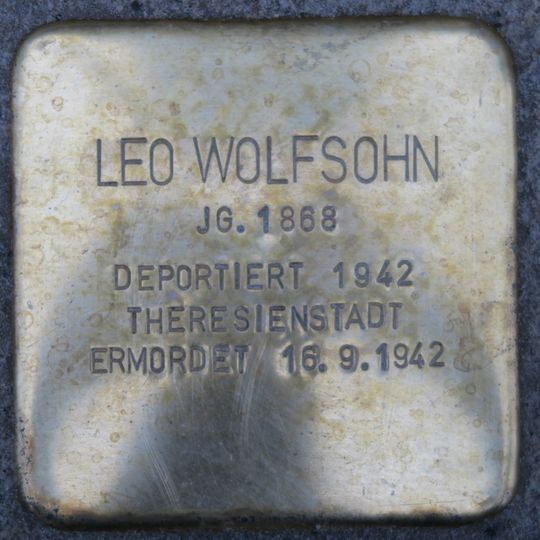 LEO WOLFSOHN
JG. 1868
DEPORTIERT 1942
THERESIENSTADT
ERMORDET 16.9.1942